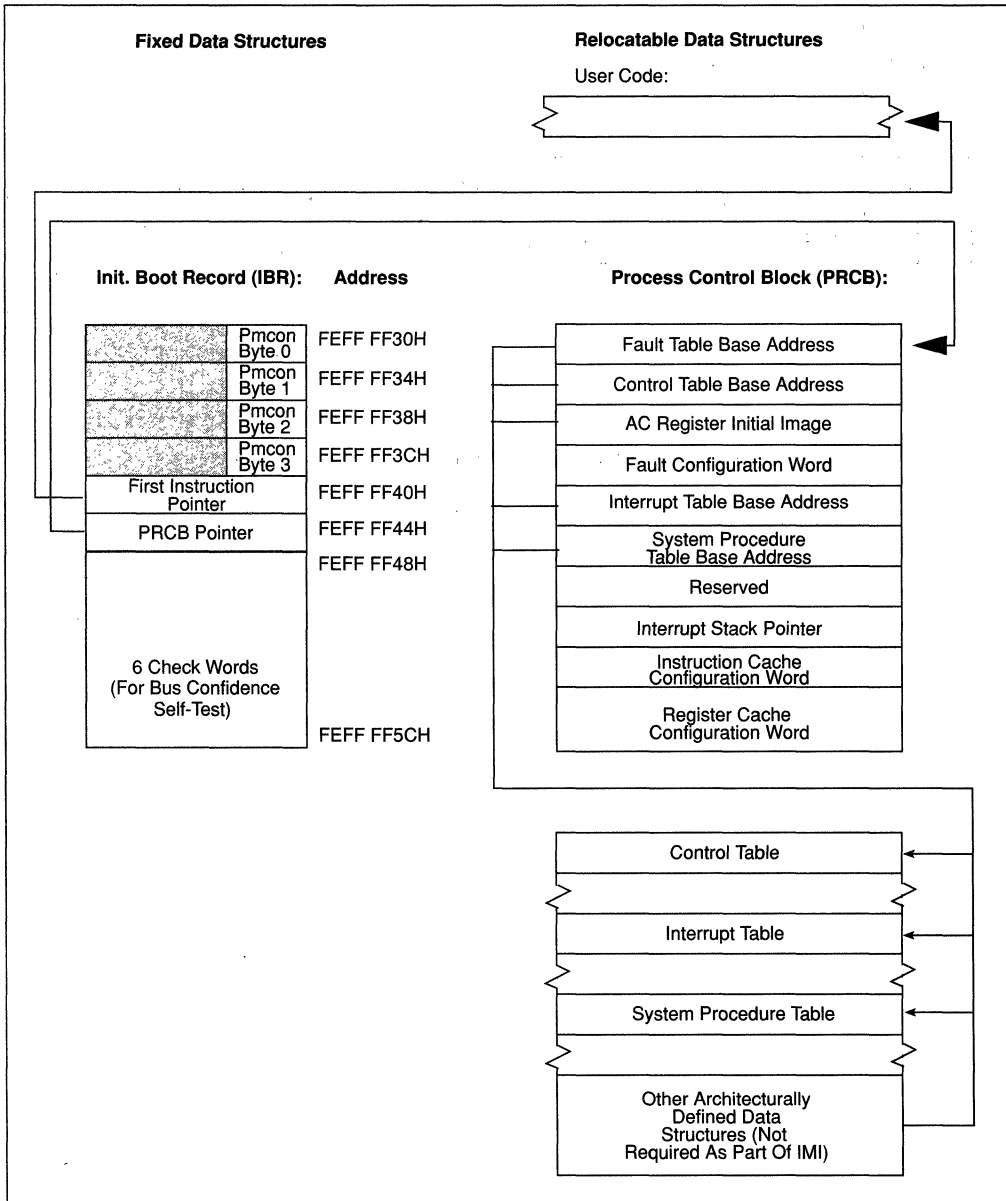 Fixed Data Structures
Relocatable Data Structures
User Code:
Init. Boot Record (IBR):
Address
Pmcon
Byte 0
FEFF FF30H
Pmcon
Byte 1
FEFF FF34H
Pmcon
Byte 2
FEFF FF38H
Pmcon
Byte 3
FEFF FF3CH
First Instruction
Pointer
FEFF FF40H
PRCB Pointer
FEFF FF44H
FEFF FF48H
6 Check Words
(For Bus Confidence
Self-Test)
FEFF FF5CH
Process Control Block (PRCB):
Fault Table Base Address
Control Table Base Address
AC Register Initial Image
Fault Configuration Word
Interrupt Table Base Address
System Procedure
Table Base Address
Reserved
Interrupt Stack Pointer
Instruction Cache
Configuration Word
Register Cache
Configuration Word
Control Table
Interrupt Table
System Procedure Table
Other Architecturally
Defined Data
Structures (Not
Required As Part Of IMI)